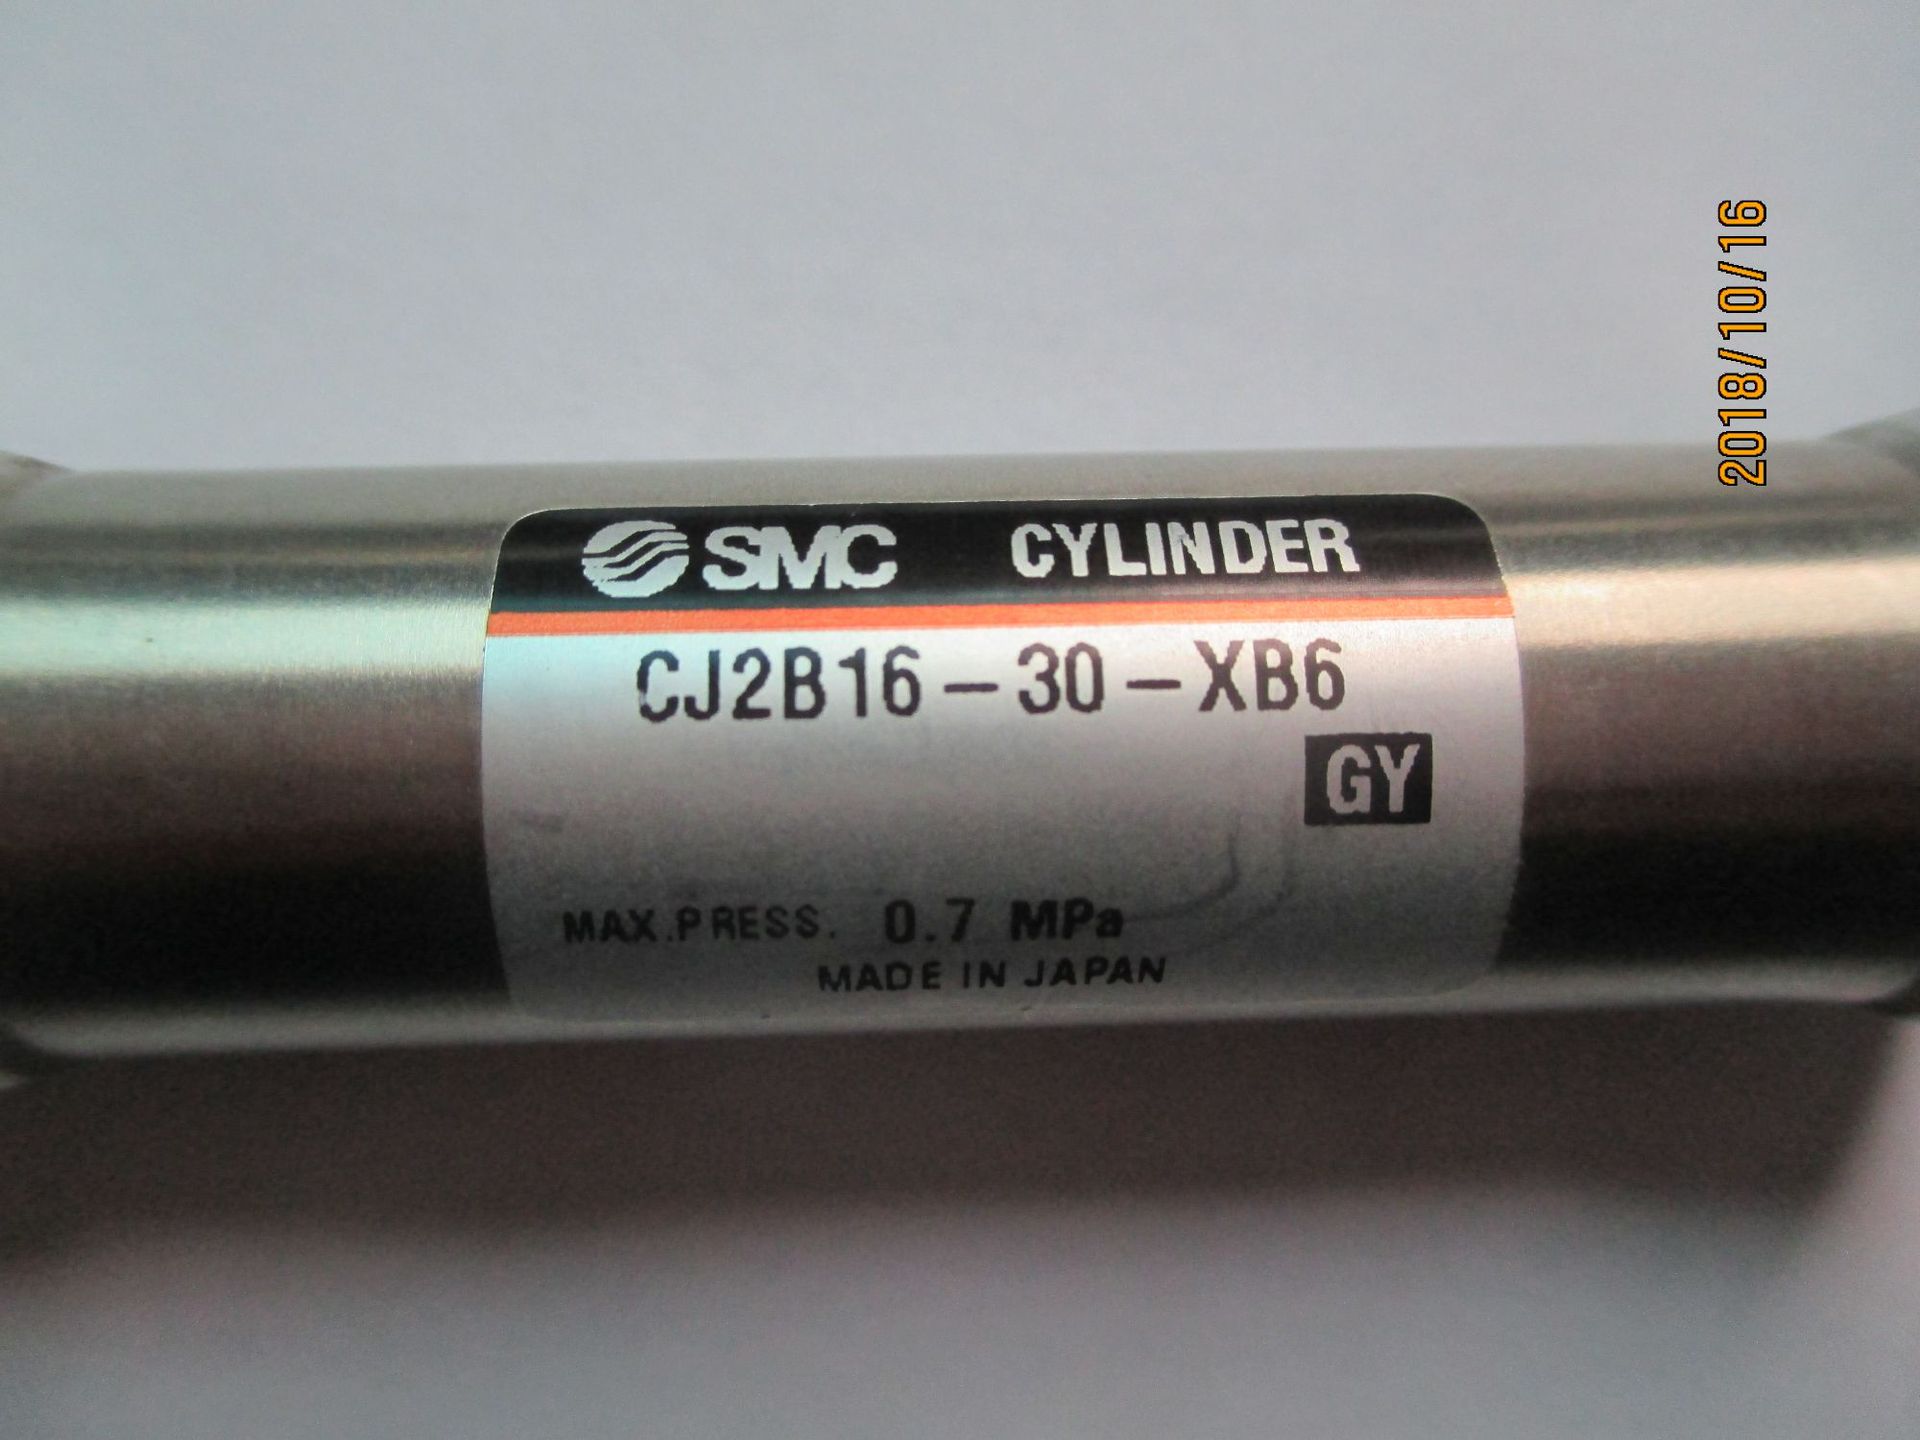 SMC CYLINDER
CJ2B16-30-XB6
GY
MAX.PRESS. 0.7 MPa
MADE IN JAPAN
2018/10/16